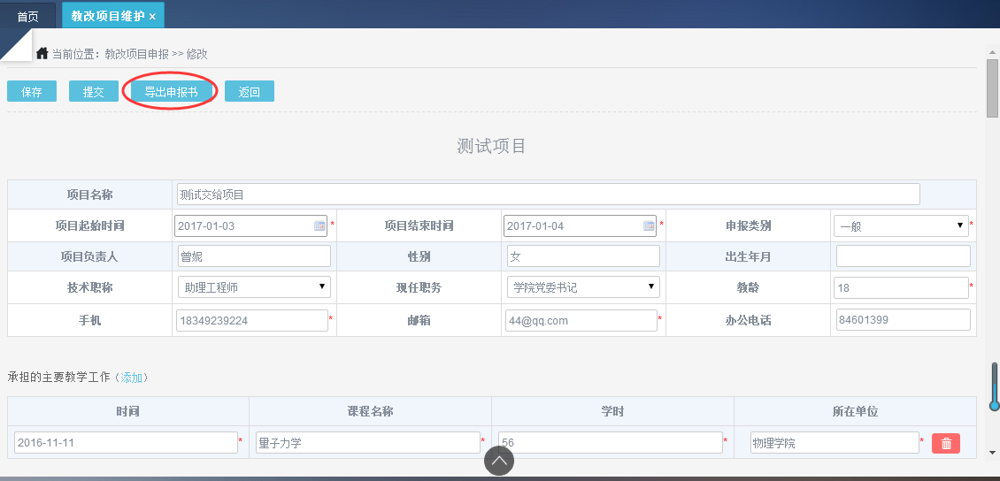 首页 教改项目维护 ×
当前位置：教改项目申报 >> 修改
保存 提交 导出申报书 返回
测试项目
项目名称 测试交给项目
项目起始时间 2017-01-03 * 项目结束时间 2017-01-04 * 申报类别 一般 *
项目负责人 曾妮 性别 女 出生年月
技术职称 助理工程师 现任职务 学院党委书记 教龄 18 *
手机 18349239224 * 邮箱 44@qq.com * 办公电话 84601399
承担的主要教学工作（添加）
时间 课程名称 学时 所在单位
2016-11-11 * 量子力学 * 56 * 物理学院 *